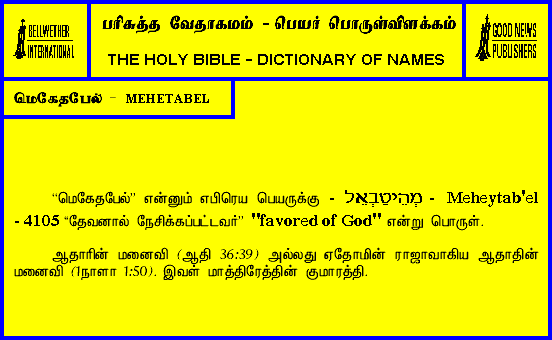 BELLWETHER
INTERNATIONAL
பரிசுத்த வேதாகமம் - பெயர் பொருள்விளக்கம்
THE HOLY BIBLE - DICTIONARY OF NAMES
GOOD NEWS
PUBLISHERS
மெகேதபேல் - MEHETABEL
“மெகேதபேல்” என்னும் எபிரெய பெயருக்கு - מְהֵיטַבְאֵל - Meheytab'el
- 4105 “தேவனால் நேசிக்கப்பட்டவர்” "favored of God" என்று பொருள்.
ஆதாரின் மனைவி (ஆதி 36:39) அல்லது ஏதோமின் ராஜாவாகிய ஆதாதின்
மனைவி (1நாளா 1:50). இவள் மாத்திரேத்தின் குமாரத்தி.